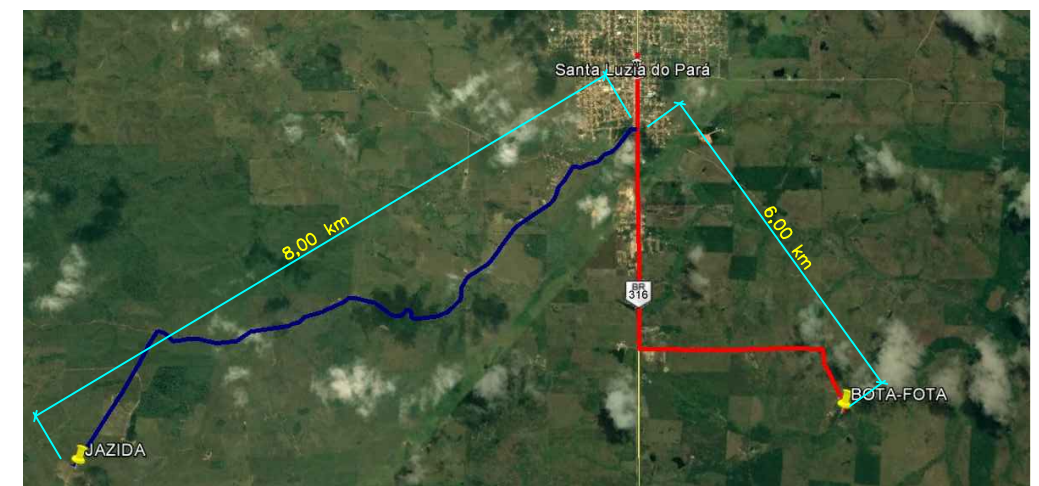 Santa Luzia do Pará
8,00 km
6,00 km
BR
316
BOTA-FOTA
JAZIDA